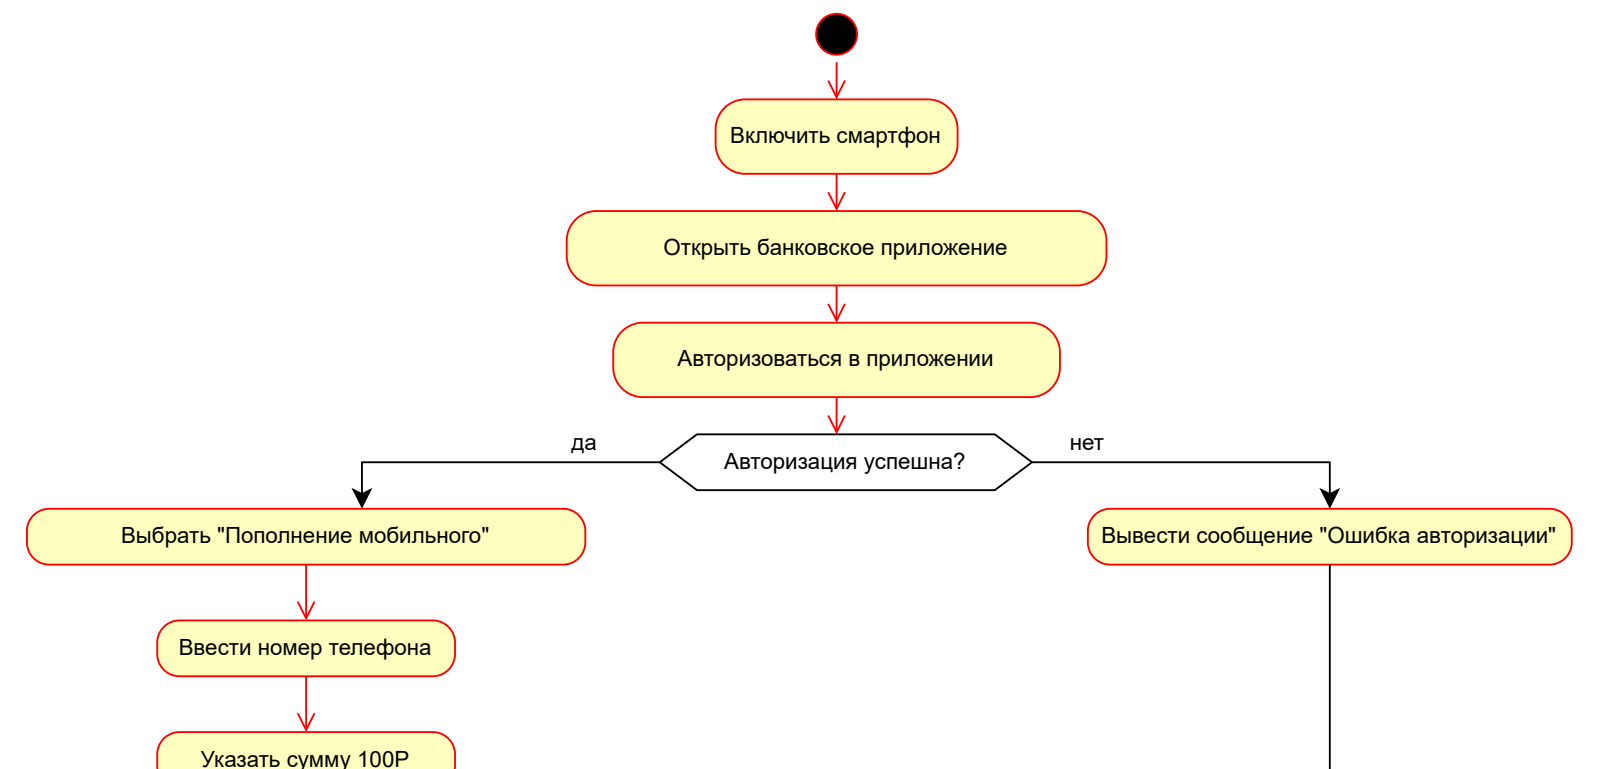 Включить смартфон
Открыть банковское приложение
Авторизоваться в приложении
да
Авторизация успешна?
нет
Выбрать "Пополнение мобильного"
Вывести сообщение "Ошибка авторизации"
Ввести номер телефона
Указать сумму 100Р